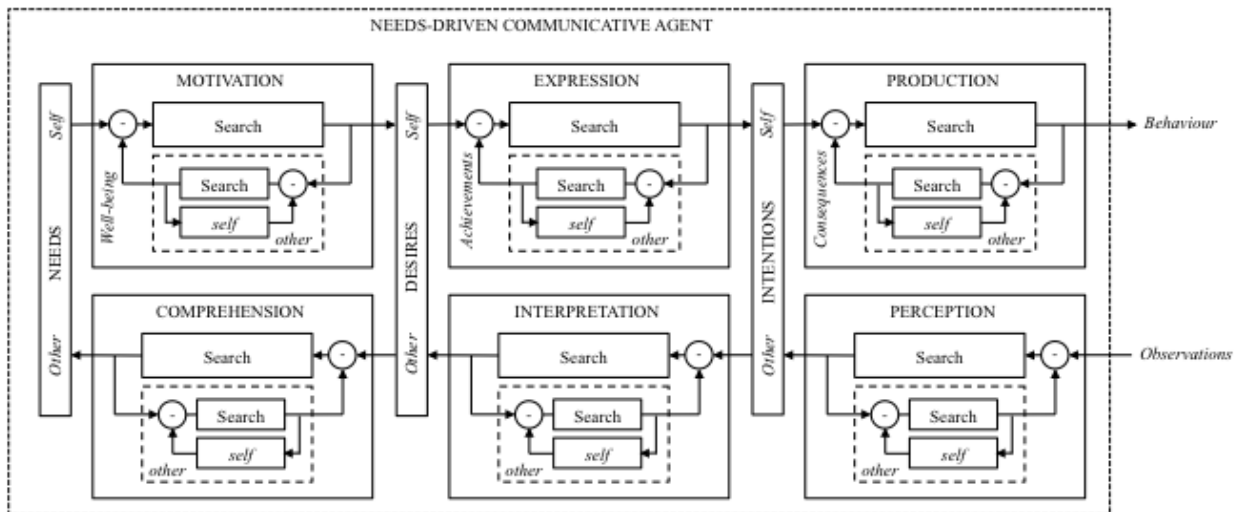 NEEDS-DRIVEN COMMUNICATIVE AGENT
MOTIVATION
EXPRESSION
PRODUCTION
Self
Search
Self
Search
Self
Search
Behaviour
Well-being
Search
self
other
Achievements
Search
self
other
Consequences
Search
self
other
NEEDS
DESIRES
INTENTIONS
COMPREHENSION
INTERPRETATION
PERCEPTION
Other
Search
Other
Search
Other
Search
Observations
Search
self
other
Search
self
other
Search
self
other